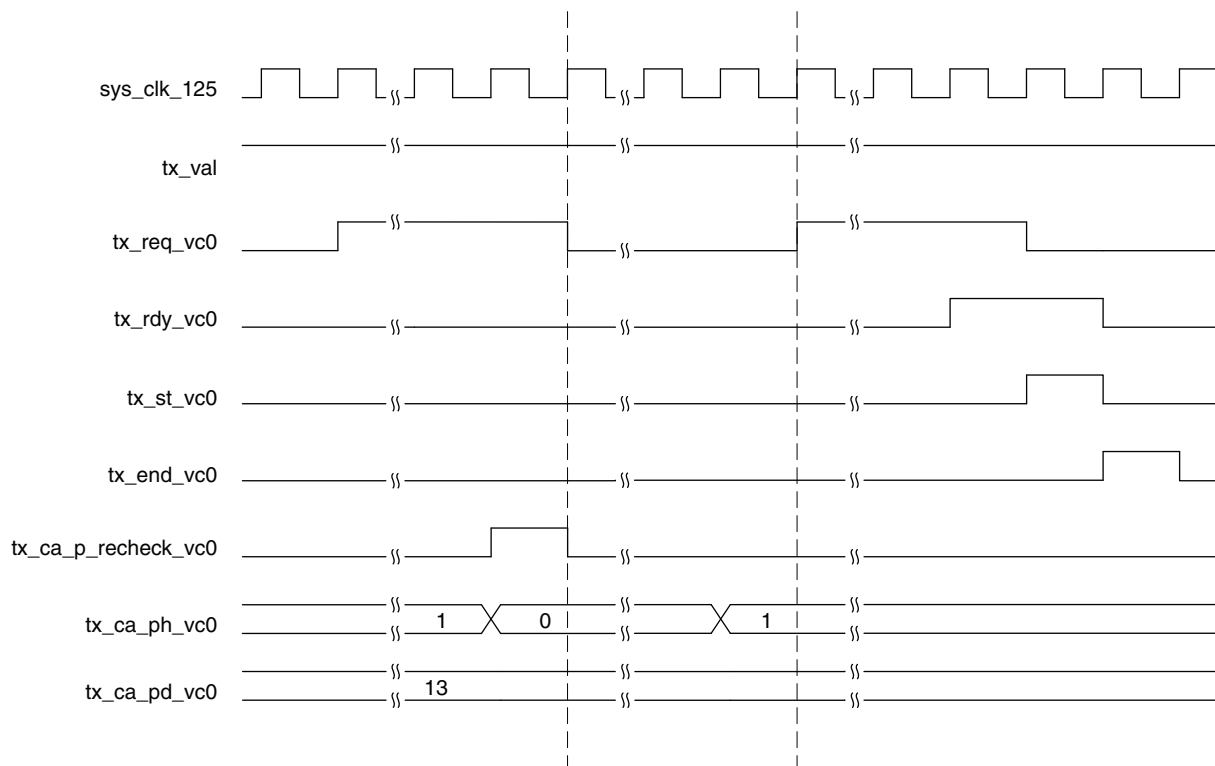 sys_clk_125
tx_val
tx_req_vc0
tx_rdy_vc0
tx_st_vc0
tx_end_vc0
tx_ca_p_recheck_vc0
tx_ca_ph_vc0 1 0 1
tx_ca_pd_vc0 13